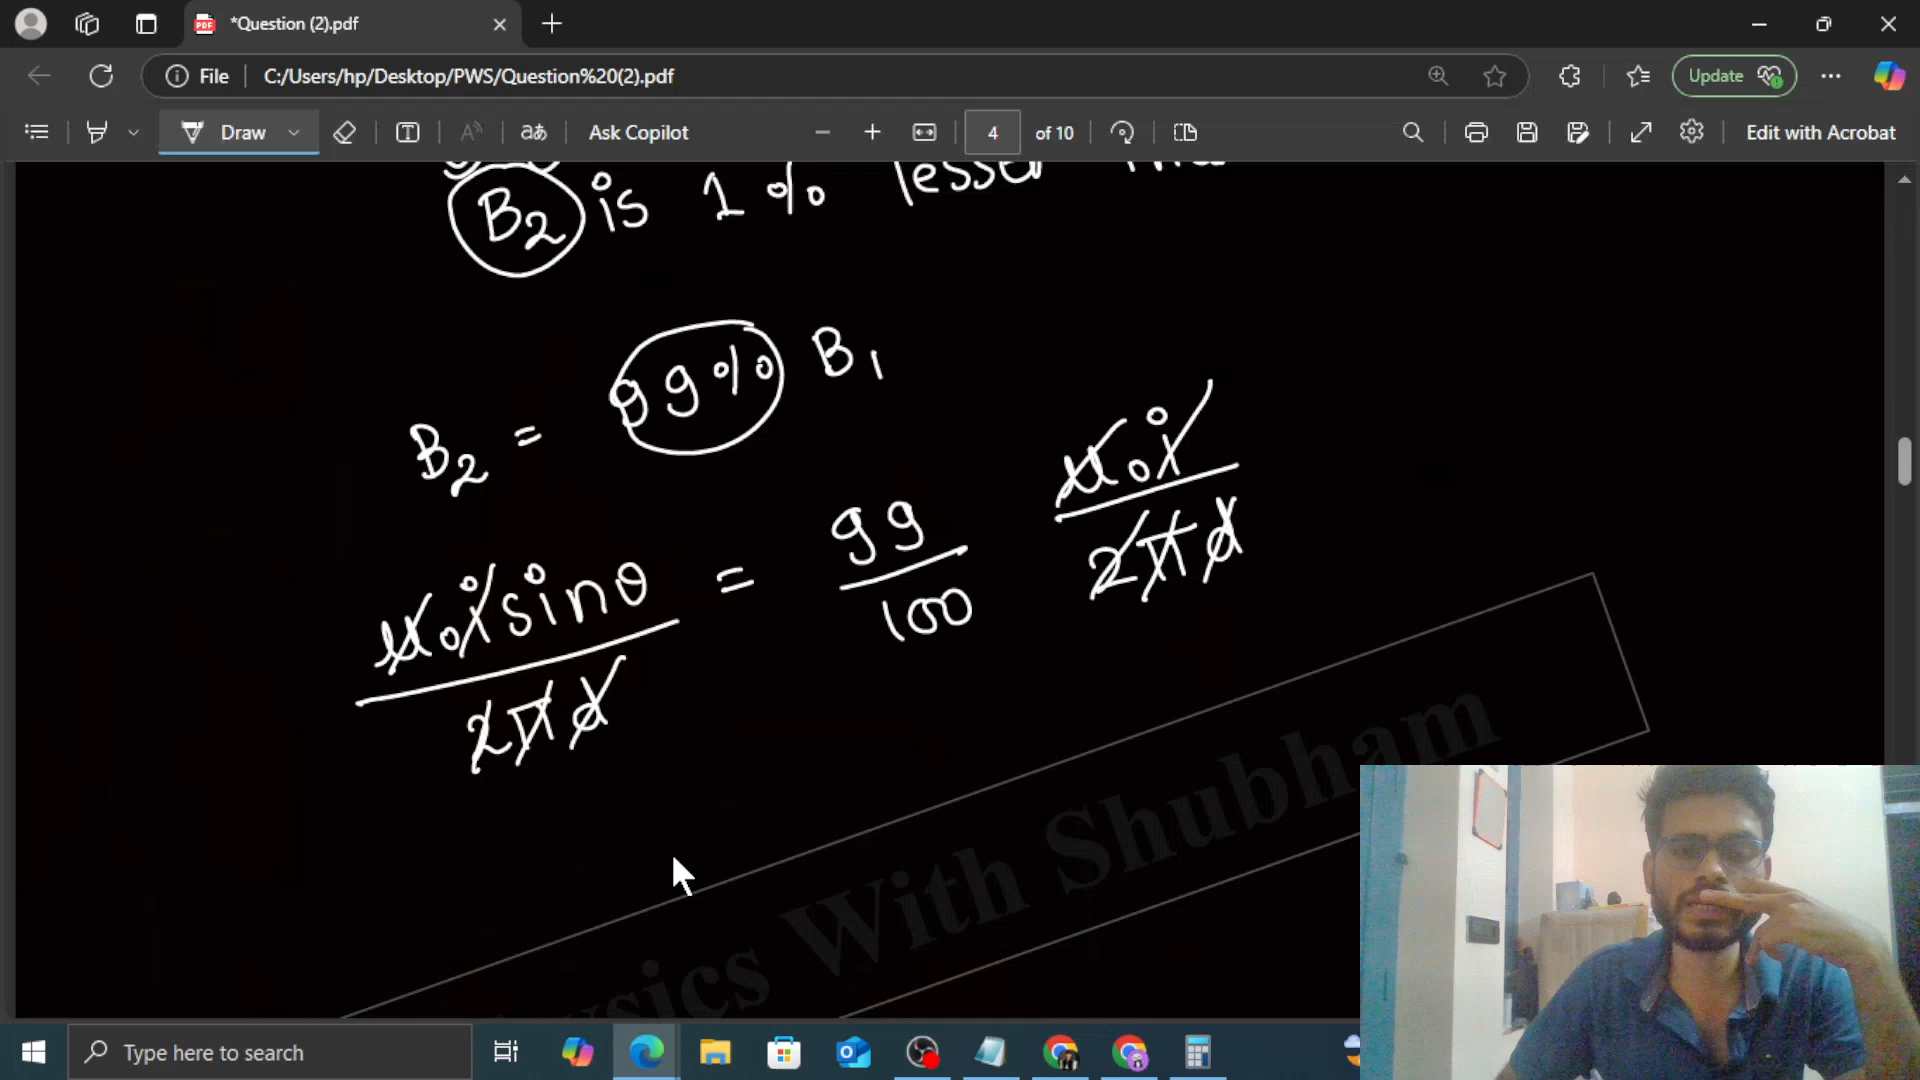 *Question (2).pdf
File C:/Users/hp/Desktop/PWS/Question%20(2).pdf Update
Draw Ask Copilot 4 of 10 Edit with Acrobat
B₂ is 1% lesser
B₂ = 99% B₁
μ₀i sinθ / 2πd = 99/100 μ₀i / 2πd
Physics With Shubham
Type here to search